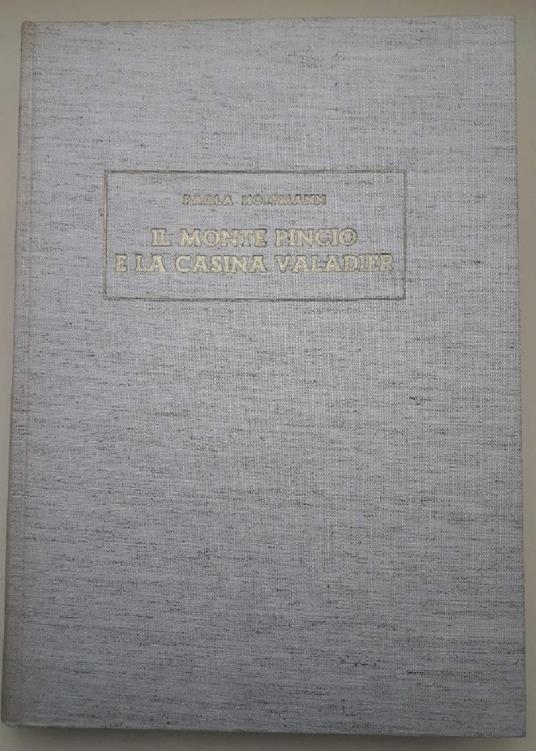 PAOLA HOFFMANN
IL MONTE PINCIO
E LA CASINA VALADIER